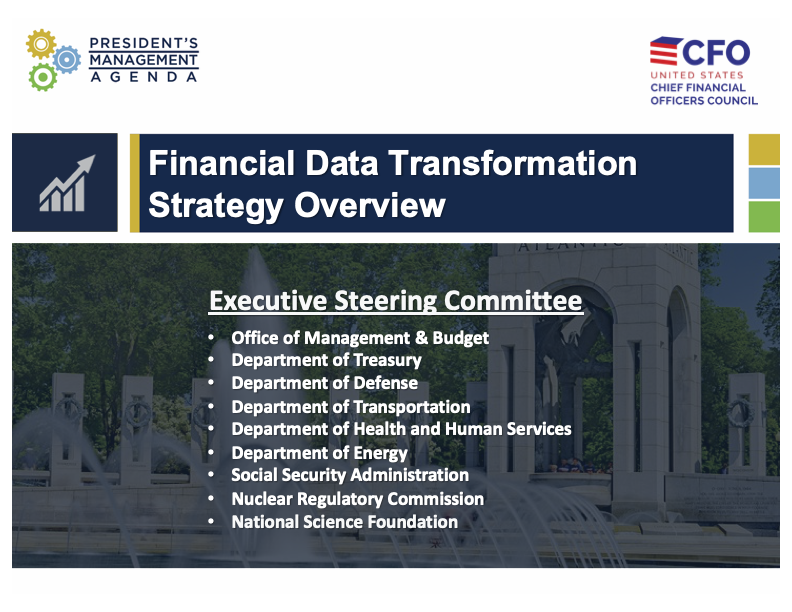 PRESIDENT'S
MANAGEMENT
AGENDA
CFO
UNITED STATES
CHIEF FINANCIAL
OFFICERS COUNCIL
Financial Data Transformation
Strategy Overview
ATLANTIC
Executive Steering Committee
• Office of Management & Budget
• Department of Treasury
• Department of Defense
• Department of Transportation
• Department of Health and Human Services
• Department of Energy
• Social Security Administration
• Nuclear Regulatory Commission
• National Science Foundation